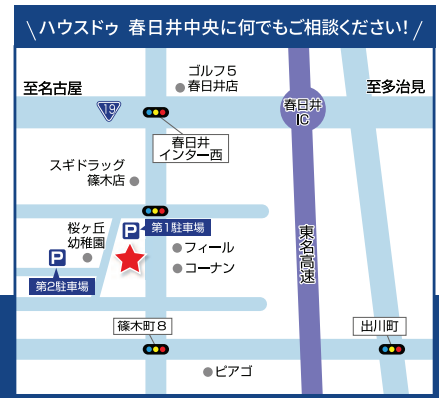 ハウスドゥ 春日井中央に何でもご相談ください!
ゴルフ5
春日井店
至名古屋
至多治見
19
春日井
IC
春日井
インター西
スギドラッグ
篠木店
桜ヶ丘
幼稚園
P
第1駐車場
フィール
コーナン
東名高速
P
第2駐車場
篠木町8
出川町
ピアゴ